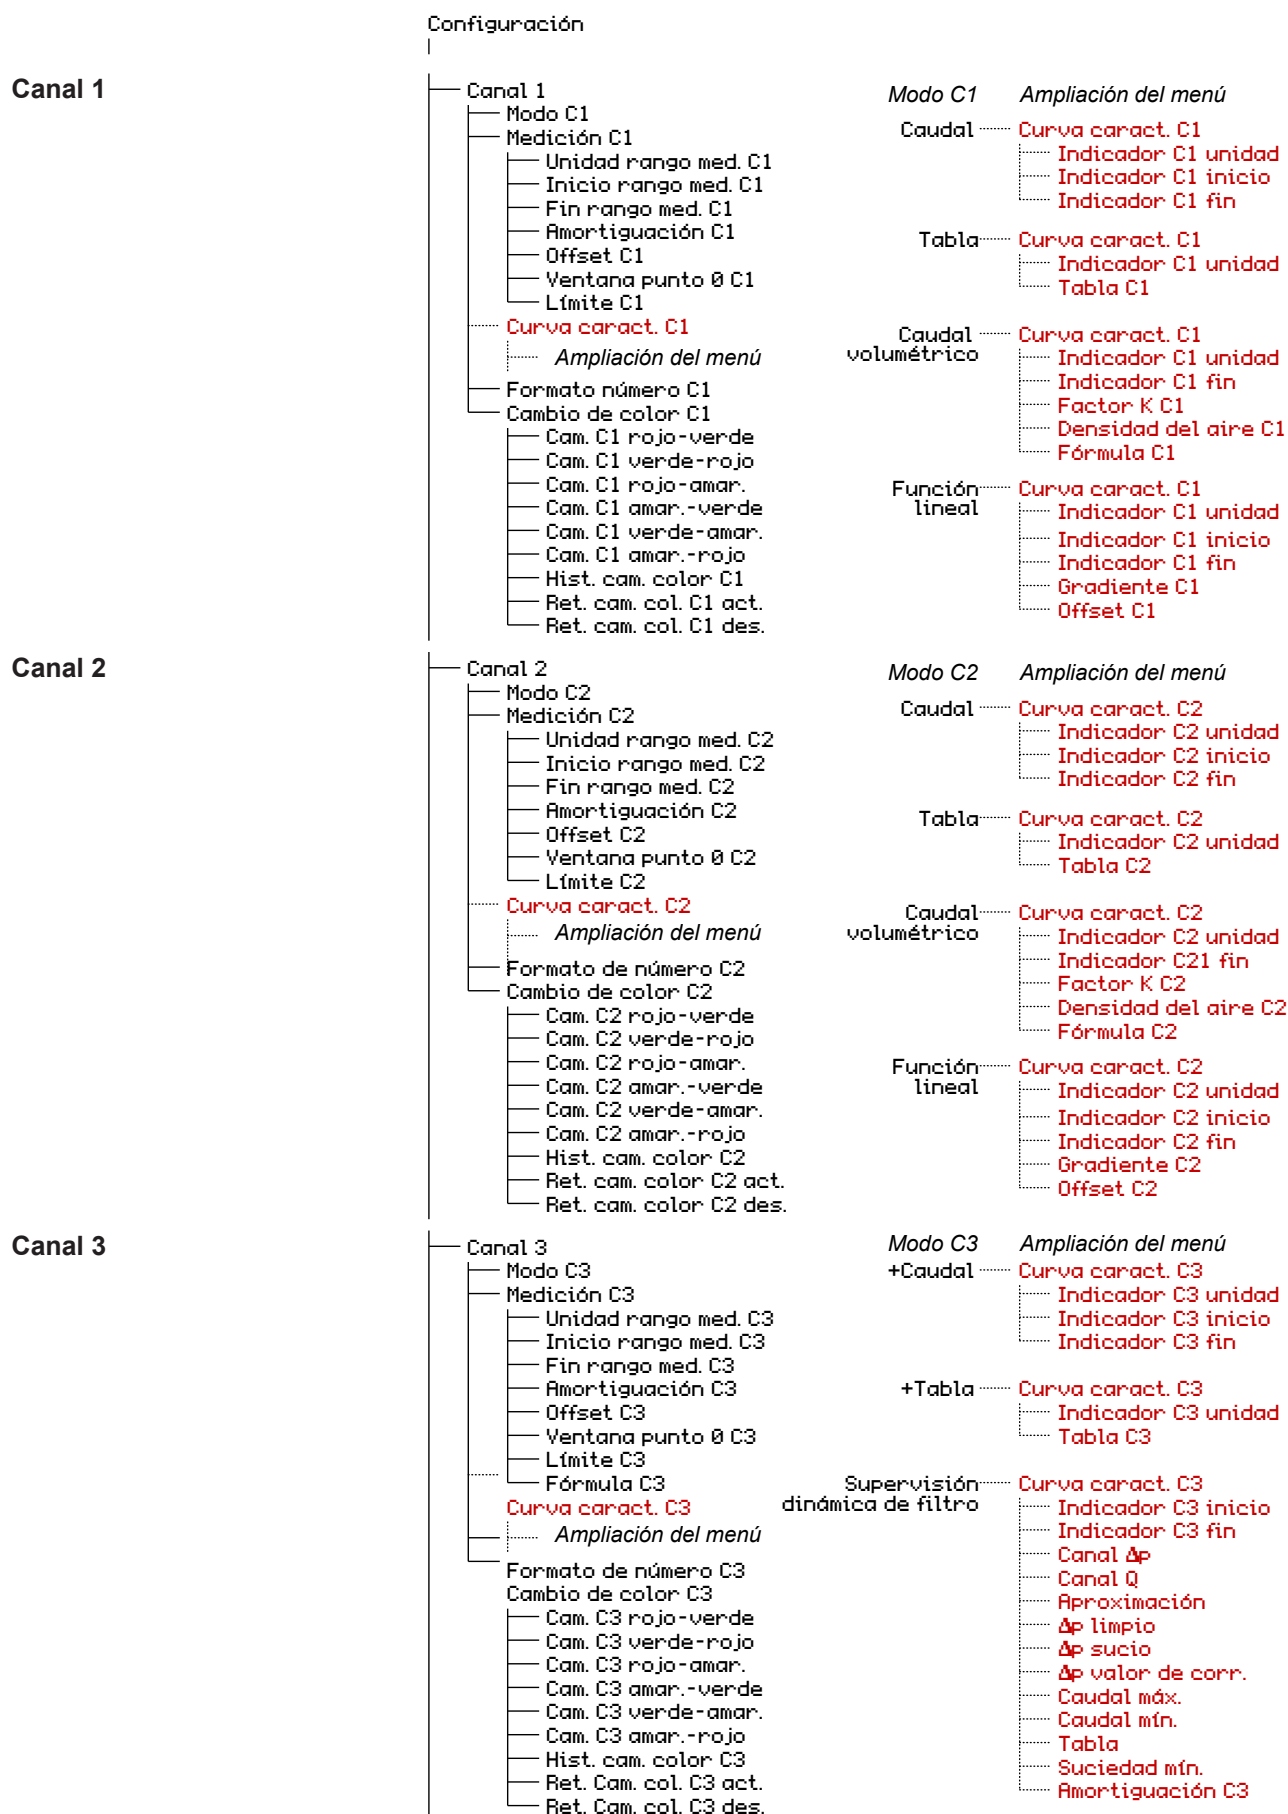 Configuración
Canal 1
Canal 1
Modo C1
Medición C1
Unidad rango med. C1
Inicio rango med. C1
Fin rango med. C1
Amortiguación C1
Offset C1
Ventana punto 0 C1
Límite C1
Curva caract. C1
Ampliación del menú
Formato número C1
Cambio de color C1
Cam. C1 rojo-verde
Cam. C1 verde-rojo
Cam. C1 rojo-amar.
Cam. C1 amar.-verde
Cam. C1 verde-amar.
Cam. C1 amar.-rojo
Hist. cam. color C1
Ret. cam. col. C1 act.
Ret. cam. col. C1 des.
Modo C1 Ampliación del menú
Caudal Curva caract. C1
Indicador C1 unidad
Indicador C1 inicio
Indicador C1 fin
Tabla Curva caract. C1
Indicador C1 unidad
Tabla C1
Caudal Curva caract. C1
volumétrico Indicador C1 unidad
Indicador C1 fin
Factor K C1
Densidad del aire C1
Fórmula C1
Función Curva caract. C1
lineal Indicador C1 unidad
Indicador C1 inicio
Indicador C1 fin
Gradiente C1
Offset C1
Canal 2
Canal 2
Modo C2
Medición C2
Unidad rango med. C2
Inicio rango med. C2
Fin rango med. C2
Amortiguación C2
Offset C2
Ventana punto 0 C2
Límite C2
Curva caract. C2
Ampliación del menú
Formato de número C2
Cambio de color C2
Cam. C2 rojo-verde
Cam. C2 verde-rojo
Cam. C2 rojo-amar.
Cam. C2 amar.-verde
Cam. C2 verde-amar.
Cam. C2 amar.-rojo
Hist. cam. color C2
Ret. cam. color C2 act.
Ret. cam. color C2 des.
Modo C2 Ampliación del menú
Caudal Curva caract. C2
Indicador C2 unidad
Indicador C2 inicio
Indicador C2 fin
Tabla Curva caract. C2
Indicador C2 unidad
Tabla C2
Caudal Curva caract. C2
volumétrico Indicador C2 unidad
Indicador C21 fin
Factor K C2
Densidad del aire C2
Fórmula C2
Función Curva caract. C2
lineal Indicador C2 unidad
Indicador C2 inicio
Indicador C2 fin
Gradiente C2
Offset C2
Canal 3
Canal 3
Modo C3
Medición C3
Unidad rango med. C3
Inicio rango med. C3
Fin rango med. C3
Amortiguación C3
Offset C3
Ventana punto 0 C3
Límite C3
Fórmula C3
Curva caract. C3
Ampliación del menú
Formato de número C3
Cambio de color C3
Cam. C3 rojo-verde
Cam. C3 verde-rojo
Cam. C3 rojo-amar.
Cam. C3 amar.-verde
Cam. C3 verde-amar.
Cam. C3 amar.-rojo
Hist. cam. color C3
Ret. Cam. col. C3 act.
Ret. Cam. col. C3 des.
Modo C3 Ampliación del menú
+Caudal Curva caract. C3
Indicador C3 unidad
Indicador C3 inicio
Indicador C3 fin
+Tabla Curva caract. C3
Indicador C3 unidad
Tabla C3
Supervisión Curva caract. C3
dinámica de filtro Indicador C3 inicio
Indicador C3 fin
Canal Δp
Canal Q
Aproximación
Δp limpio
Δp sucio
Δp valor de corr.
Caudal máx.
Caudal mín.
Tabla
Suciedad mín.
Amortiguación C3